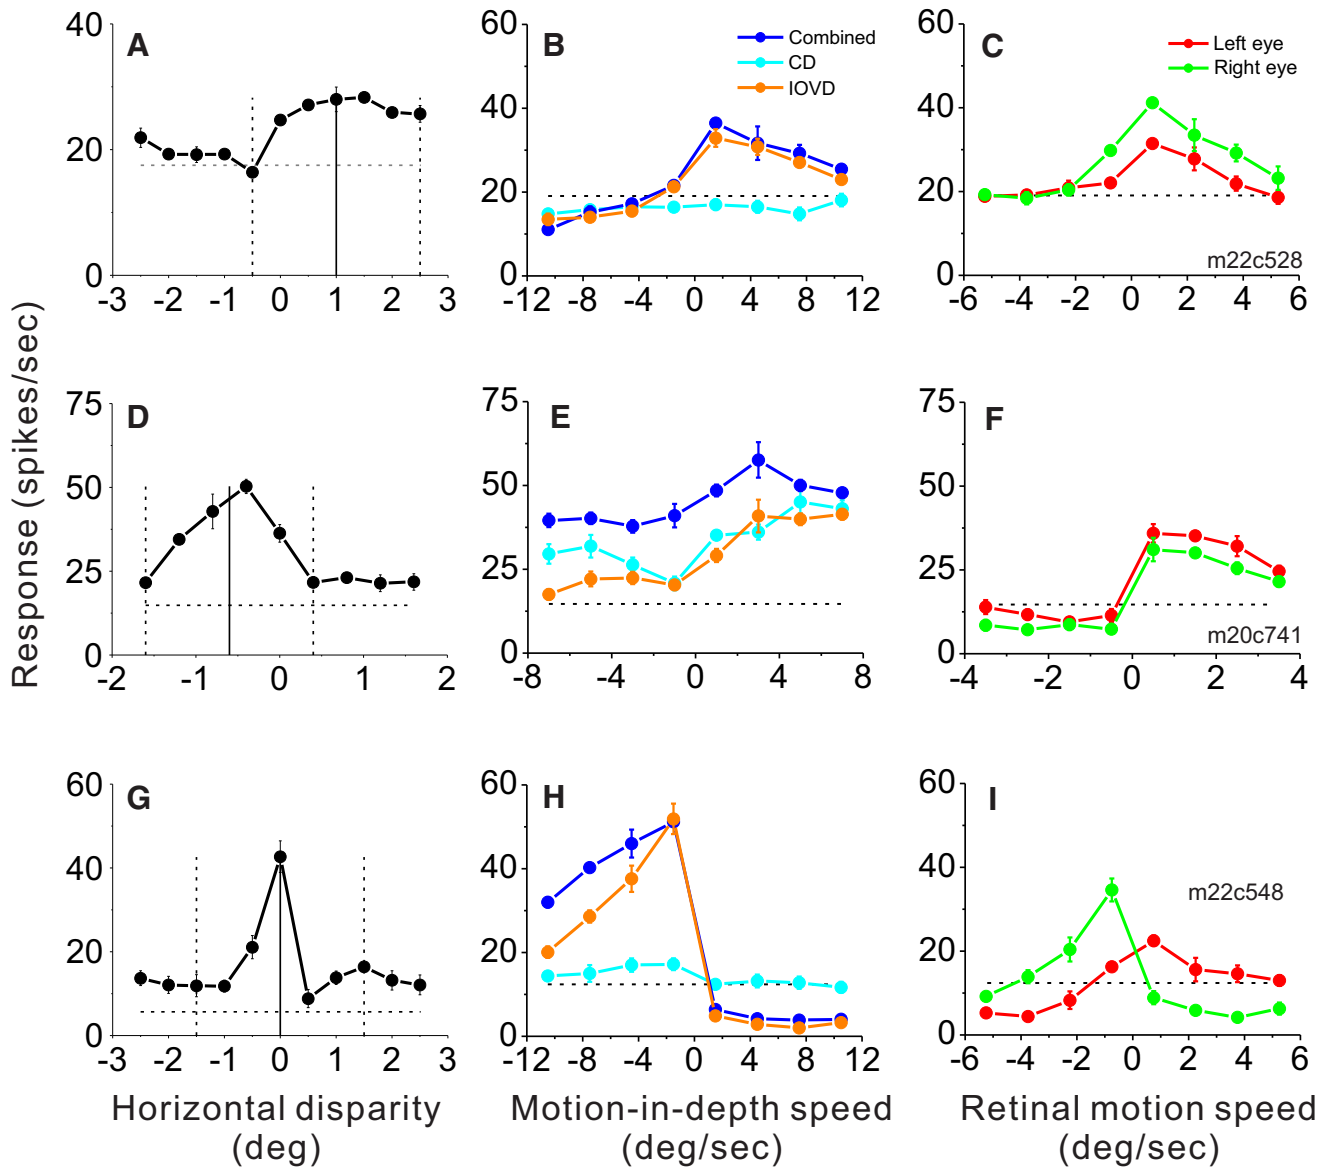 Response (spikes/sec)
A
40
20
0
-3 -2 -1 0 1 2 3
B
Combined
CD
IOVD
60
40
20
0
-12 -8 -4 0 4 8 12
C
Left eye
Right eye
60
40
20
0
-6 -4 -2 0 2 4 6
m22c528
D
75
50
25
0
-2 -1 0 1 2
E
75
50
25
0
-8 -4 0 4 8
F
75
50
25
0
-4 -2 0 2 4
m20c741
G
60
40
20
0
-3 -2 -1 0 1 2 3
Horizontal disparity
(deg)
H
60
40
20
0
-12 -8 -4 0 4 8 12
Motion-in-depth speed
(deg/sec)
I
60
40
20
0
-6 -4 -2 0 2 4 6
m22c548
Retinal motion speed
(deg/sec)